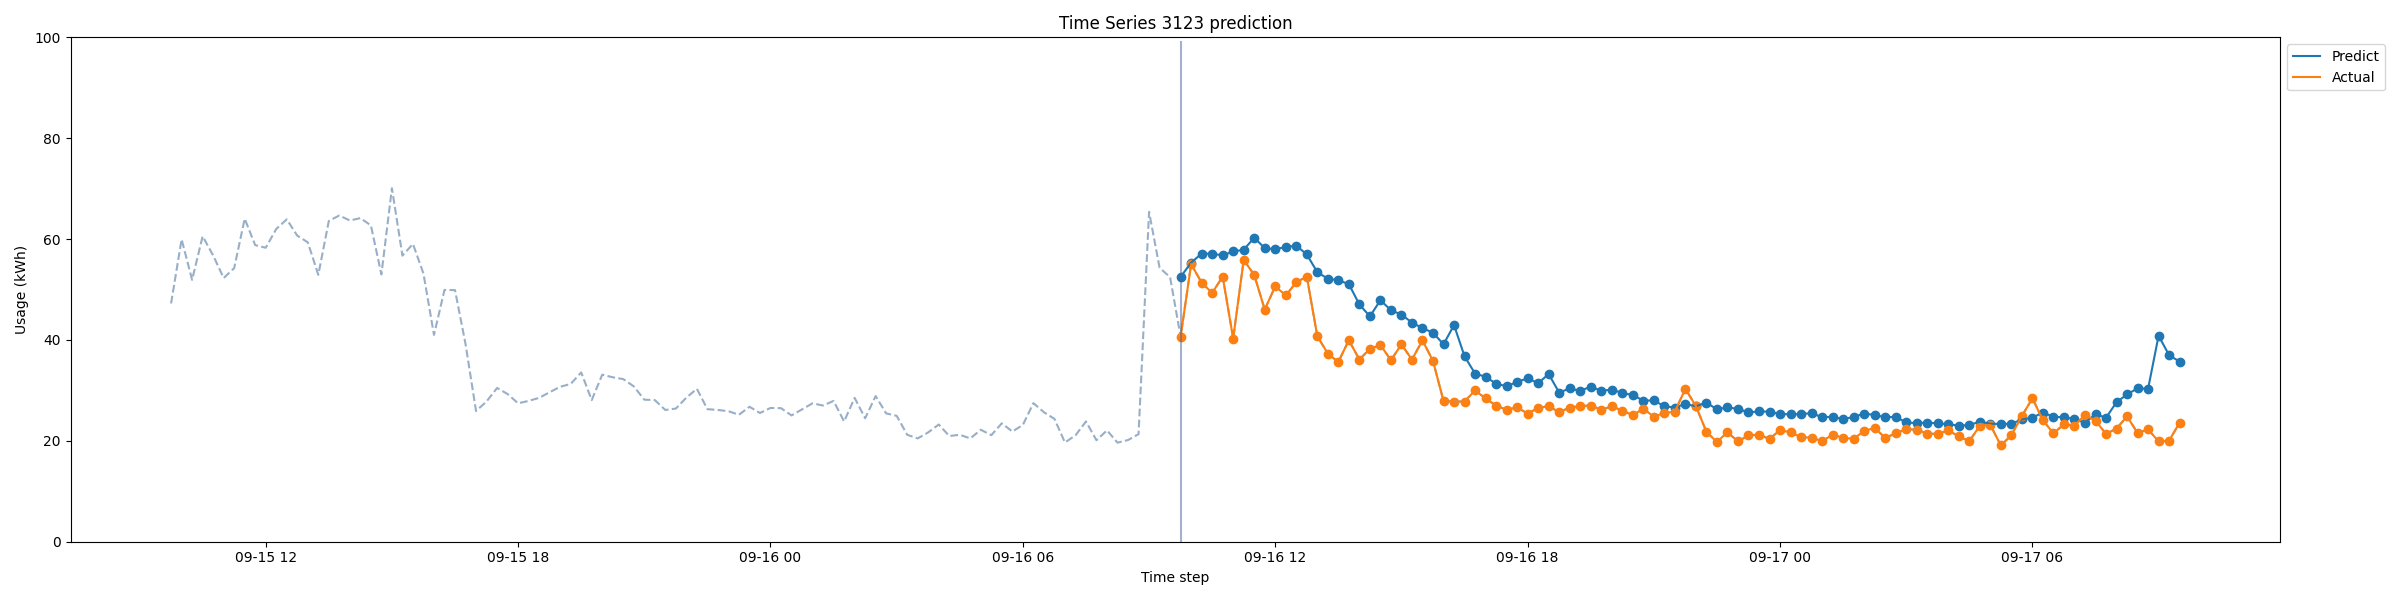 Time Series 3123 prediction
100
80
60
40
20
0
Usage (kWh)
09-15 12
09-15 18
09-16 00
09-16 06
09-16 12
09-16 18
09-17 00
09-17 06
Time step
Predict
Actual